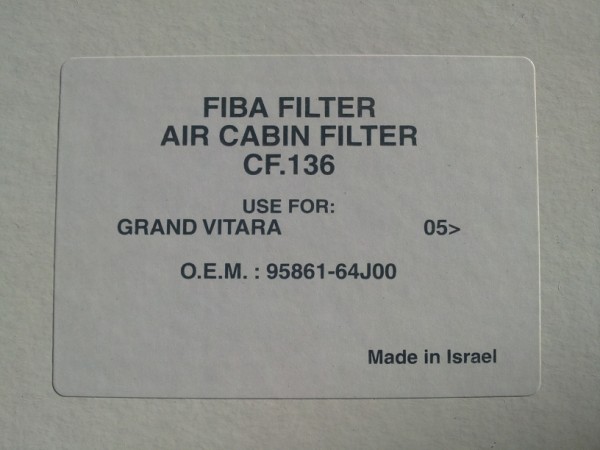 FIBA FILTER
AIR CABIN FILTER
CF.136
USE FOR:
GRAND VITARA 05>
O.E.M. : 95861-64J00
Made in Israel